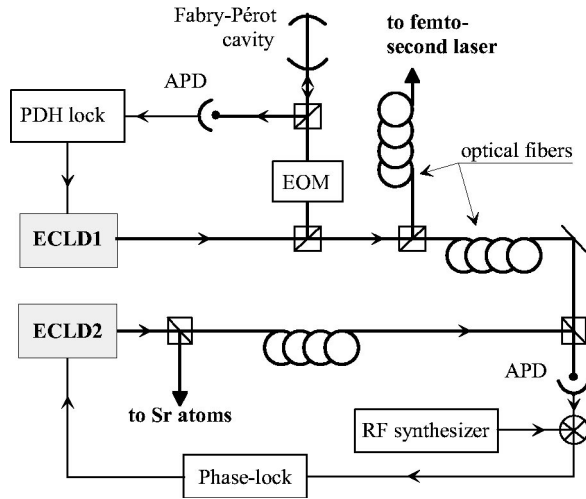 Fabry-Pérot
cavity
to femto-
second laser
APD
PDH lock
optical fibers
EOM
ECLD1
ECLD2
APD
to Sr atoms
RF synthesizer
Phase-lock